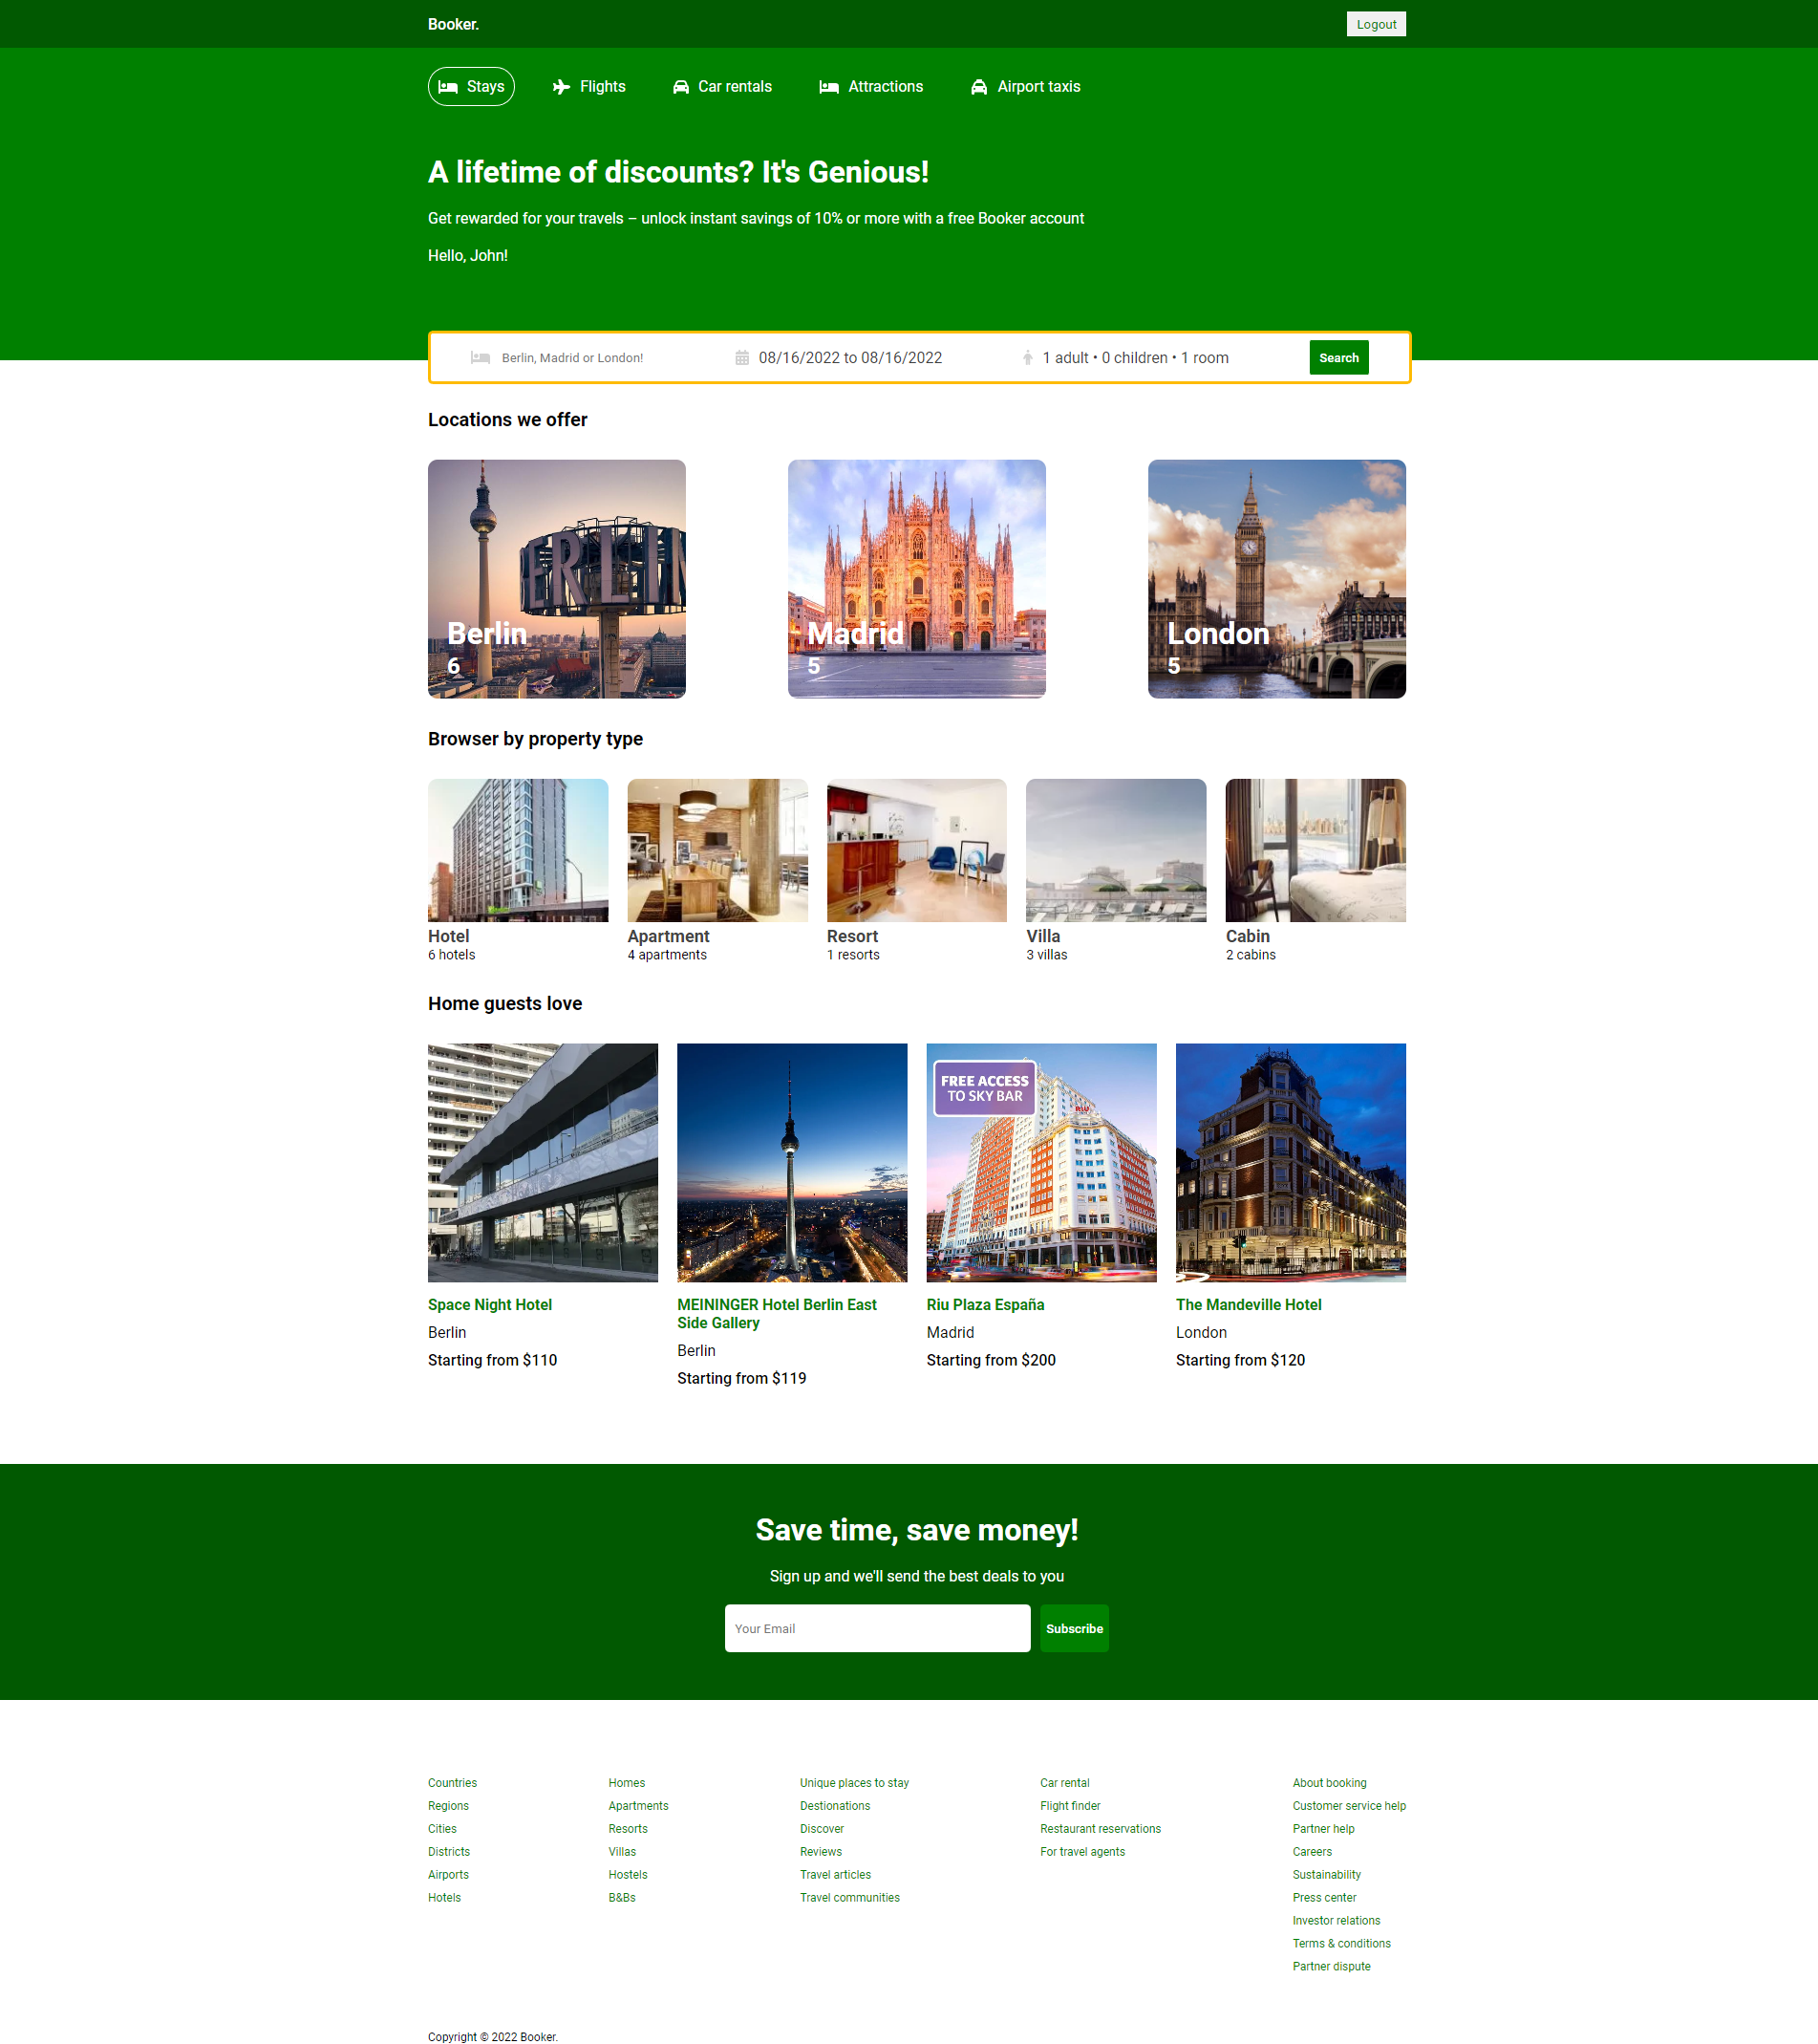 Booker.
Logout
Stays
Flights
Car rentals
Attractions
Airport taxis
A lifetime of discounts? It's Genious!
Get rewarded for your travels – unlock instant savings of 10% or more with a free Booker account
Hello, John!
Berlin, Madrid or London!
08/16/2022 to 08/16/2022
1 adult • 0 children • 1 room
Search
Locations we offer
ERLIN
Berlin
6
Madrid
5
London
5
Browser by property type
Hotel
6 hotels
Apartment
4 apartments
Resort
1 resorts
Villa
3 villas
Cabin
2 cabins
Home guests love
FREE ACCESS
TO SKY BAR
RIU
Space Night Hotel
Berlin
Starting from $110
MEININGER Hotel Berlin East
Side Gallery
Berlin
Starting from $119
Riu Plaza España
Madrid
Starting from $200
The Mandeville Hotel
London
Starting from $120
Save time, save money!
Sign up and we'll send the best deals to you
Your Email
Subscribe
Countries
Regions
Cities
Districts
Airports
Hotels
Homes
Apartments
Resorts
Villas
Hostels
B&Bs
Unique places to stay
Destionations
Discover
Reviews
Travel articles
Travel communities
Car rental
Flight finder
Restaurant reservations
For travel agents
About booking
Customer service help
Partner help
Careers
Sustainability
Press center
Investor relations
Terms & conditions
Partner dispute
Copyright © 2022 Booker.